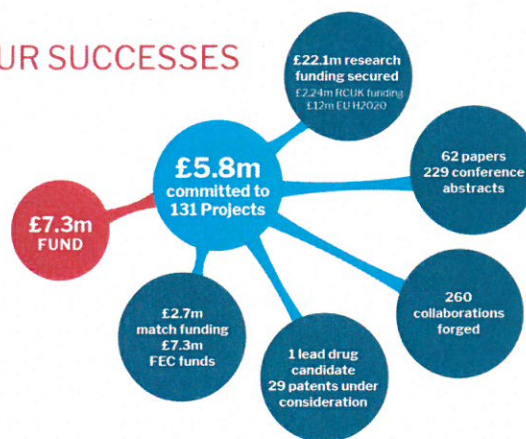 UR SUCCESSES
£22.1m research
funding secured
£2.24m RCUK funding
£12m EU H2020
£5.8m
committed to
131 Projects
62 papers
229 conference
abstracts
£7.3m
FUND
260
collaborations
forged
£2.7m
match funding
£7.3m
FEC funds
1 lead drug
candidate
29 patents under
consideration